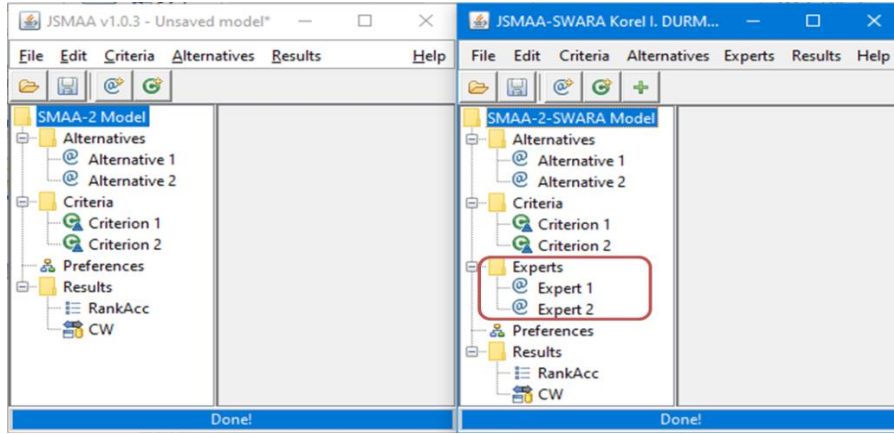 JSMAA v1.0.3 - Unsaved model*
File Edit Criteria Alternatives Results Help
SMAA-2 Model
Alternatives
Alternative 1
Alternative 2
Criteria
Criterion 1
Criterion 2
Preferences
Results
RankAcc
CW
Done!
JSMAA-SWARA Korel I. DURM...
File Edit Criteria Alternatives Experts Results Help
SMAA-2-SWARA Model
Alternatives
Alternative 1
Alternative 2
Criteria
Criterion 1
Criterion 2
Experts
Expert 1
Expert 2
Preferences
Results
RankAcc
CW
Done!